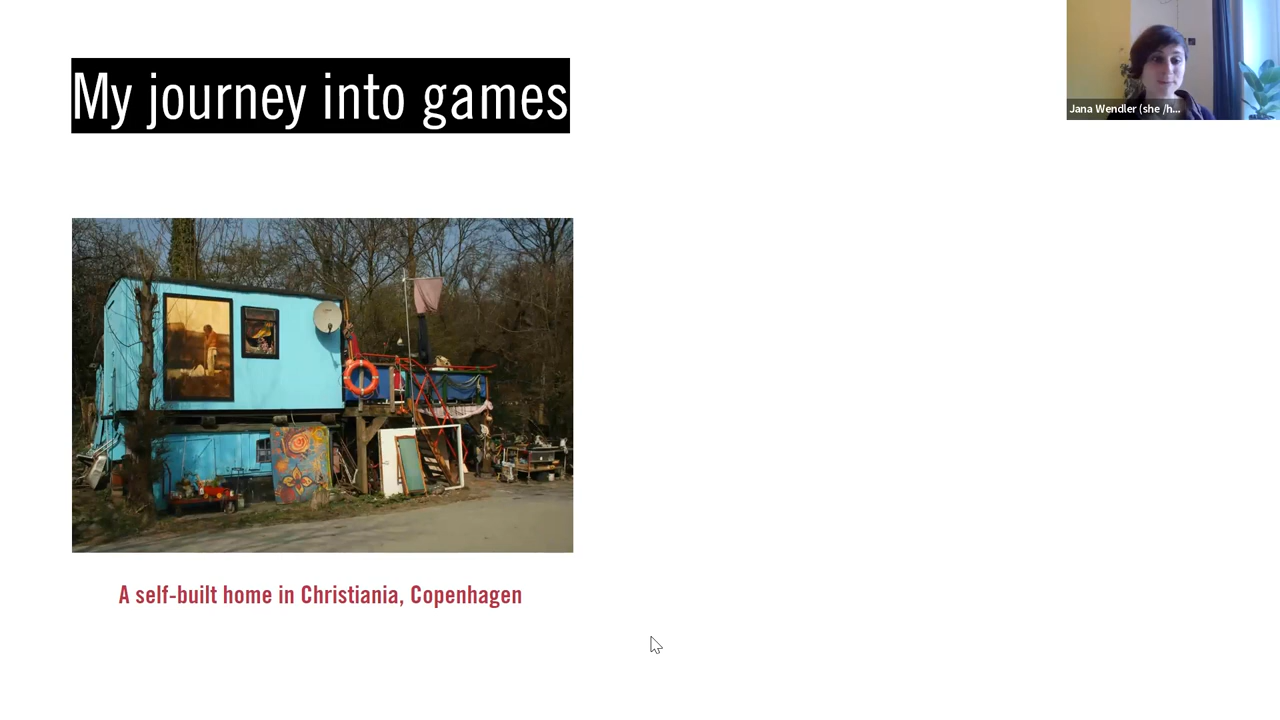 My journey into games
Jana Wendler (she /h...
A self-built home in Christiania, Copenhagen